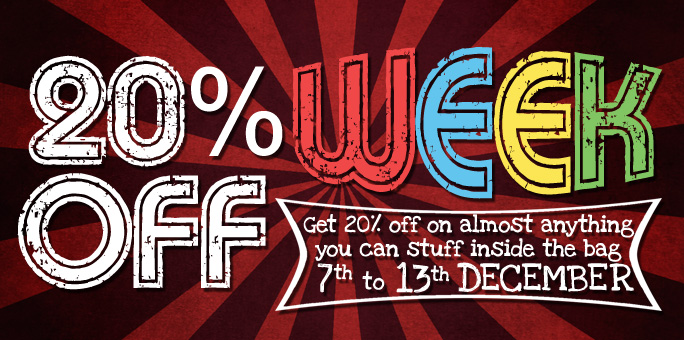 20% WEEK
OFF
Get 20% off on almost anything
you can stuff inside the bag
7th to 13th DECEMBER